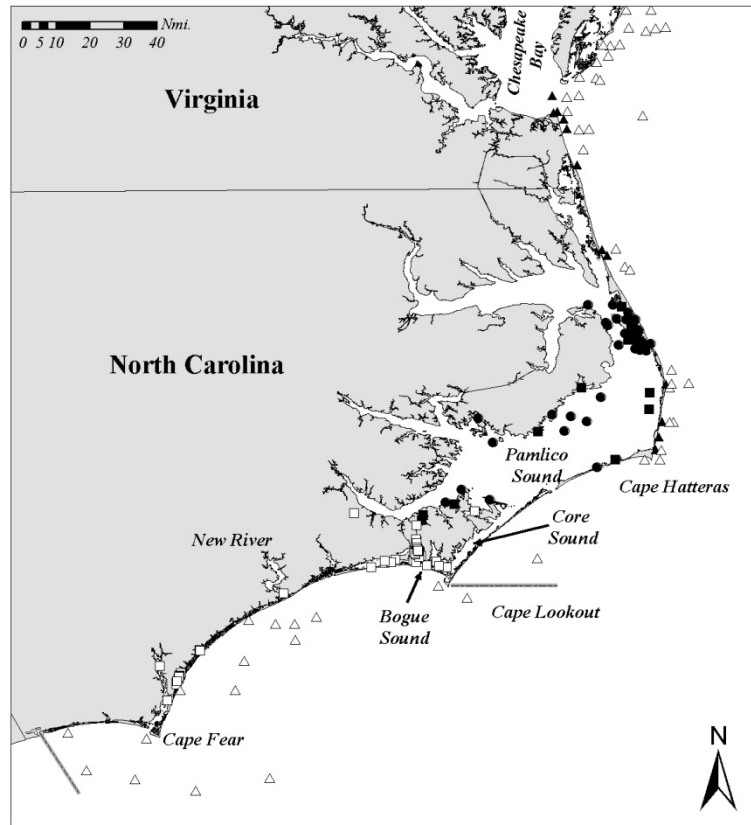 Nmi.
0 5 10 20 30 40
Chesapeake
Bay
Virginia
North Carolina
Pamlico
Sound
Cape Hatteras
New River
Core
Sound
Cape Lookout
Bogue
Sound
Cape Fear
N